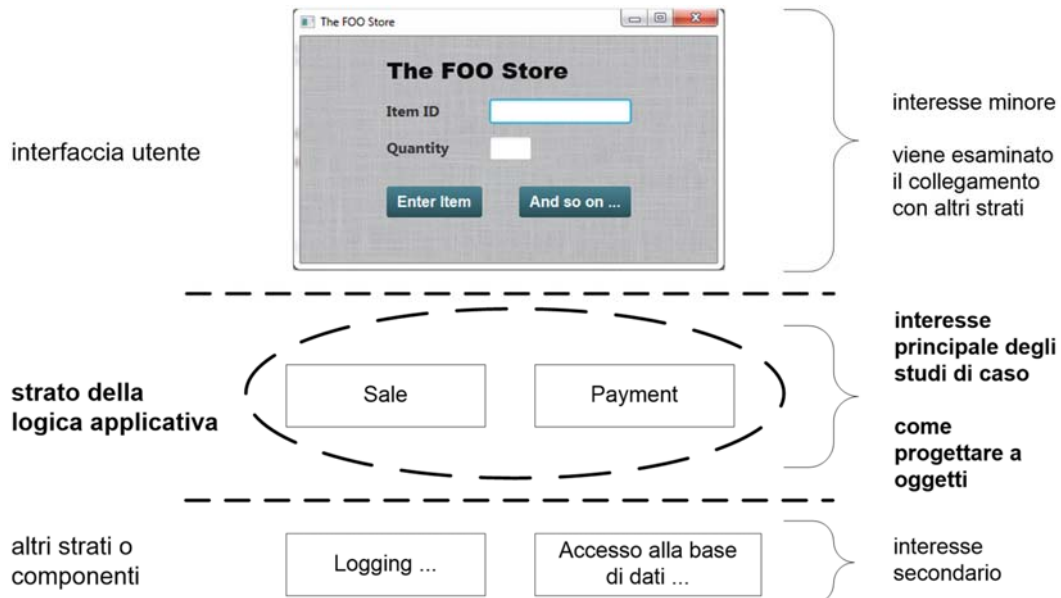 The FOO Store
The FOO Store
Item ID
Quantity
Enter Item
And so on ...
interfaccia utente
interesse minore
viene esaminato
il collegamento
con altri strati
strato della
logica applicativa
Sale
Payment
interesse
principale degli
studi di caso
come
progettare a
oggetti
altri strati o
componenti
Logging ...
Accesso alla base
di dati ...
interesse
secondario